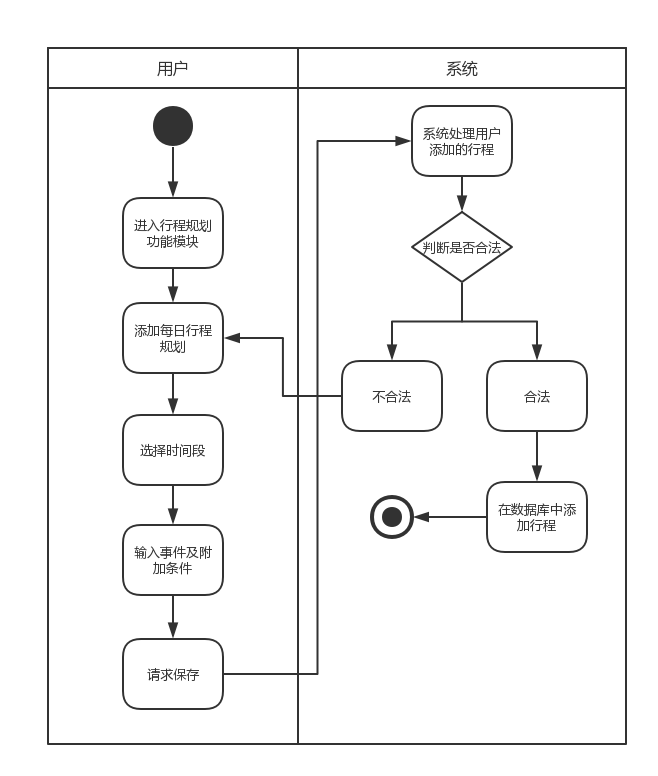 用户
系统
进入行程规划
功能模块
添加每日行程
规划
选择时间段
输入事件及附
加条件
请求保存
系统处理用户
添加的行程
判断是否合法
不合法
合法
在数据库中添
加行程